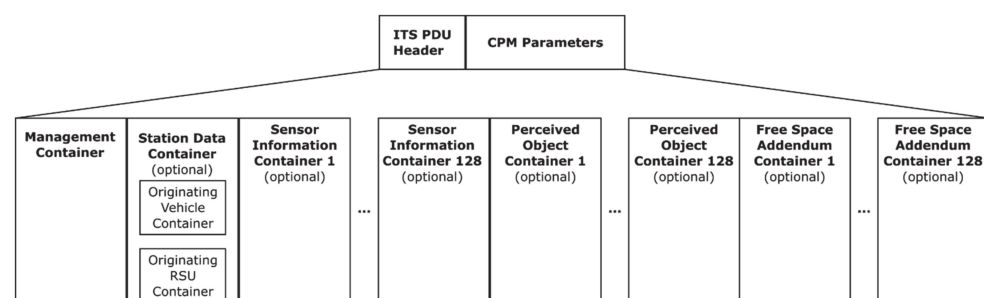 ITS PDU
Header
CPM Parameters
Management
Container
Station Data
Container
(optional)
Originating
Vehicle
Container
Originating
RSU
Container
Sensor
Information
Container 1
(optional)
...
Sensor
Information
Container 128
(optional)
Perceived
Object
Container 1
(optional)
...
Perceived
Object
Container 128
(optional)
Free Space
Addendum
Container 1
(optional)
...
Free Space
Addendum
Container 128
(optional)